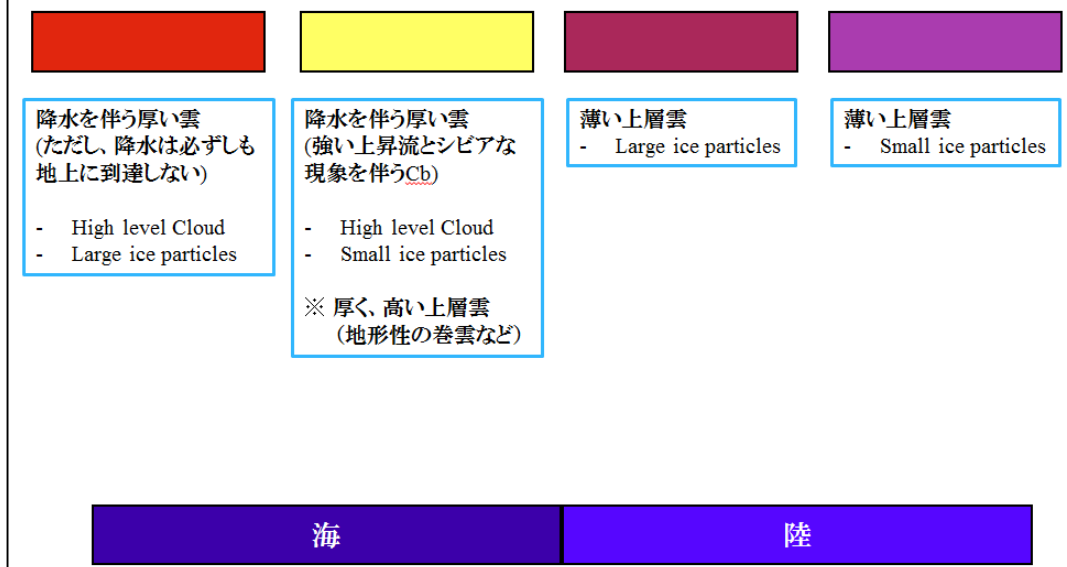 降水を伴う厚い雲
(ただし、降水は必ずしも
地上に到達しない)
- High level Cloud
- Large ice particles
降水を伴う厚い雲
(強い上昇流とシビアな
現象を伴うCb)
- High level Cloud
- Small ice particles
※ 厚く、高い上層雲
（地形性の巻雲など）
薄い上層雲
- Large ice particles
薄い上層雲
- Small ice particles
海
陸